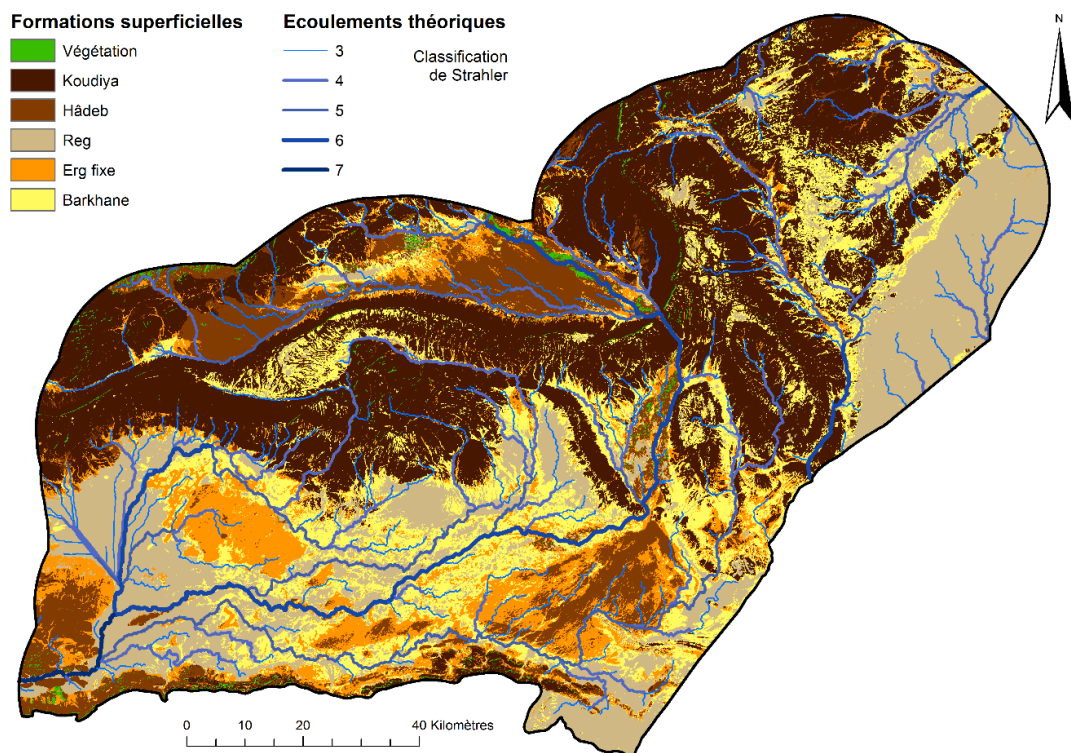 Formations superficielles
Végétation
Koudiya
Hâdeb
Reg
Erg fixe
Barkhane
Ecoulements théoriques
3
4
5
6
7
Classification
de Strahler
N
0 10 20 40 Kilomètres